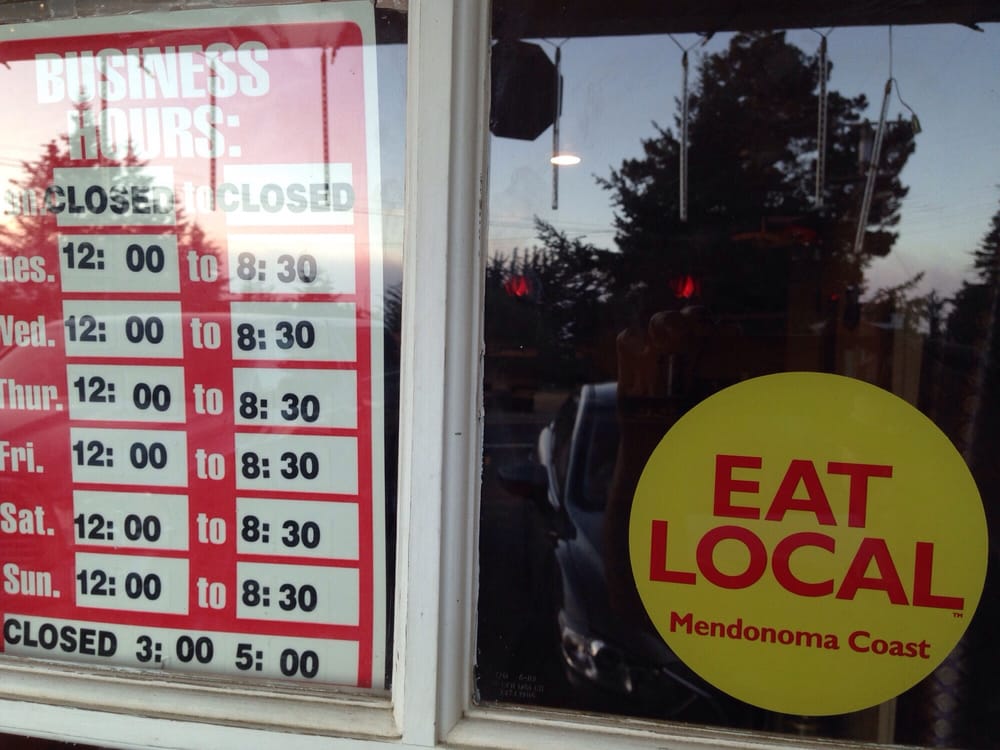 BUSINESS
HOURS:
CLOSED to CLOSED
ues. 12: 00 to 8: 30
Wed. 12: 00 to 8: 30
Thur. 12: 00 to 8: 30
Fri. 12: 00 to 8: 30
Sat. 12: 00 to 8: 30
Sun. 12: 00 to 8: 30
CLOSED 3: 00 5: 00
EAT
LOCAL™
Mendonoma Coast